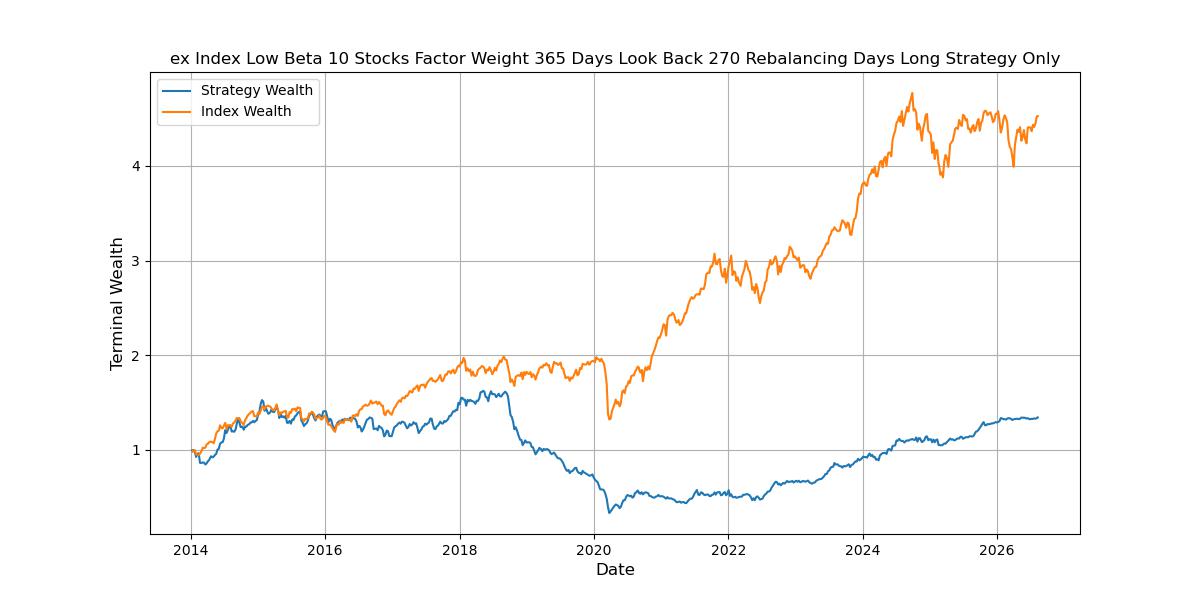 ex Index Low Beta 10 Stocks Factor Weight 365 Days Look Back 270 Rebalancing Days Long Strategy Only
Strategy Wealth
Index Wealth
Terminal Wealth
4
3
2
1
2014 2016 2018 2020 2022 2024 2026
Date